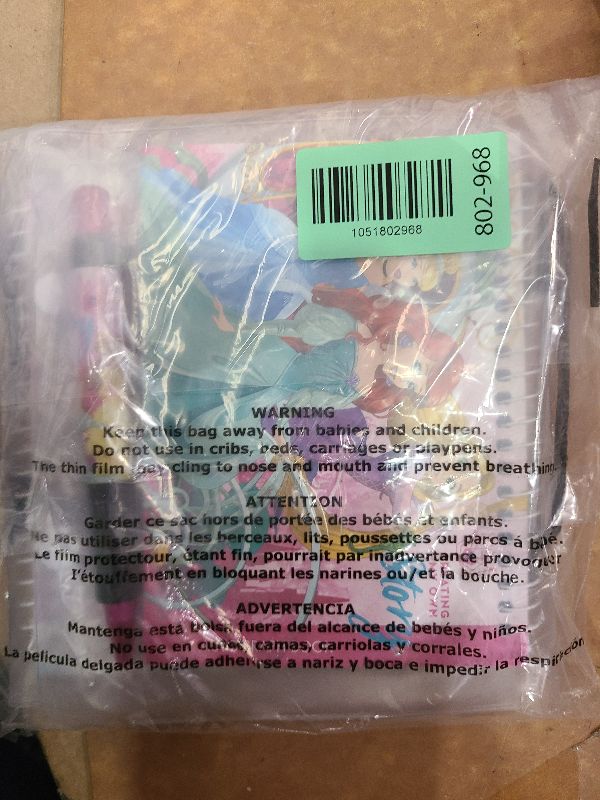 1051802968
802-968
WARNING
Keep this bag away from babies and children.
Do not use in cribs, beds, carriages or playpens.
The thin film may cling to nose and mouth and prevent breathing.
ATTENTION
Garder ce sac hors de portée des bébés et enfants.
Ne pas utiliser dans les berceaux, lits, poussettes ou parcs á bébé.
Le film protectour, étant fin, pourrait par inadvertance provoquer
l'étouffement en bloquant les narines ou/et la bouche.
ADVERTENCIA
Mantenga esta bolsa fuera del alcance de bebés y niños.
No use en cunas, camas, carriolas y corrales.
La película delgada puede adherirse a nariz y boca e impedir la respiración
OWN
Story